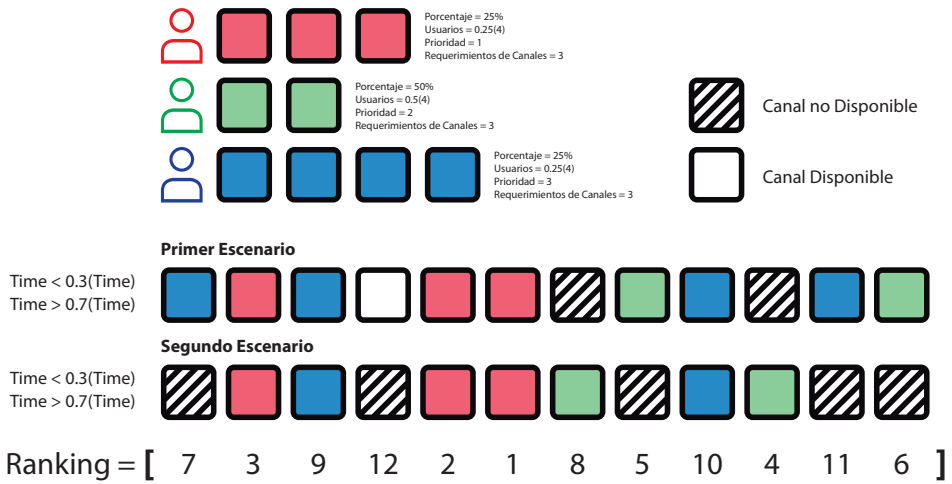 Porcentaje = 25%
Usuarios = 0.25(4)
Prioridad = 1
Requerimientos de Canales = 3
Porcentaje = 50%
Usuarios = 0.5(4)
Prioridad = 2
Requerimientos de Canales = 3
Canal no Disponible
Porcentaje = 25%
Usuarios = 0.25(4)
Prioridad = 3
Requerimientos de Canales = 3
Canal Disponible
Primer Escenario
Time < 0.3(Time)
Time > 0.7(Time)
Segundo Escenario
Time < 0.3(Time)
Time > 0.7(Time)
Ranking = [ 7 3 9 12 2 1 8 5 10 4 11 6 ]